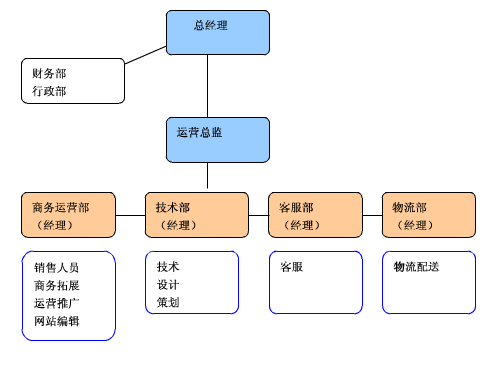 总经理
财务部
行政部
运营总监
商务运营部
（经理）
技术部
（经理）
客服部
（经理）
物流部
（经理）
销售人员
商务拓展
运营推广
网站编辑
技术
设计
策划
客服
物流配送